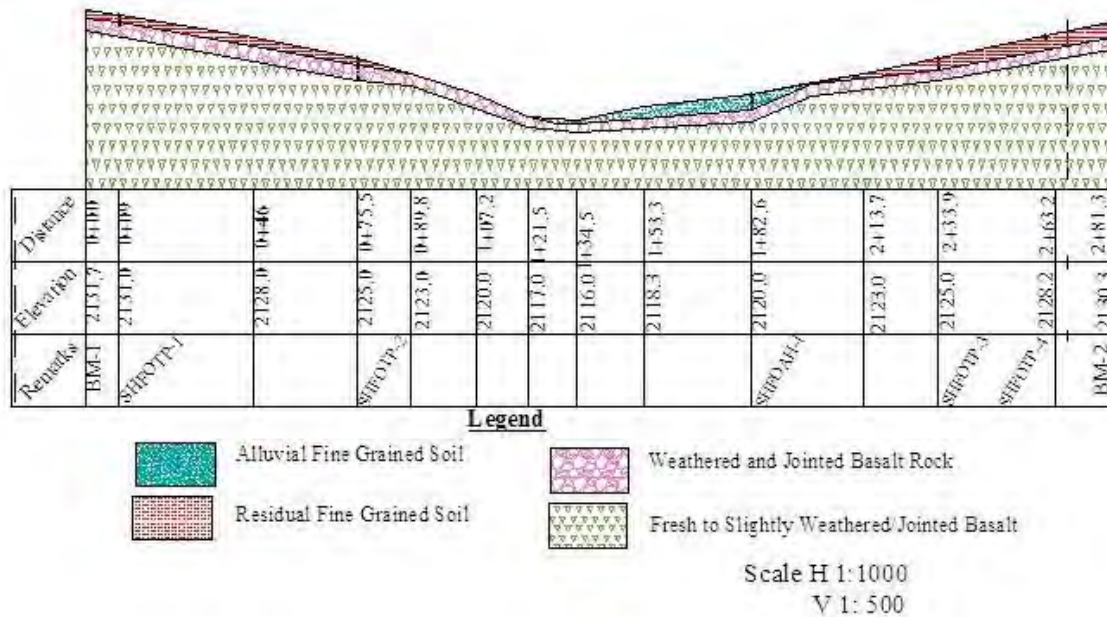 Distance 0+00 0+09 0+46 0+75.5 0+89.8 1+07.2 1+21.5 1+34.5 1+53.3 1+82.6 2+13.7 2+33.9 2+63.2 2+81.3
Elevation 2131.7 2131.0 2128.0 2125.0 2123.0 2120.0 2117.0 2116.0 2118.3 2120.0 2123.0 2125.0 2128.2 2130.3
Remarks BM-1 SHFOTP-1 SHFOTP-2 SHFOAH-1 SHFOTP-3 SHFOTP-4 BM-2
Legend
Alluvial Fine Grained Soil
Weathered and Jointed Basalt Rock
Residual Fine Grained Soil
Fresh to Slightly Weathered/Jointed Basalt
Scale H 1:1000
V 1: 500